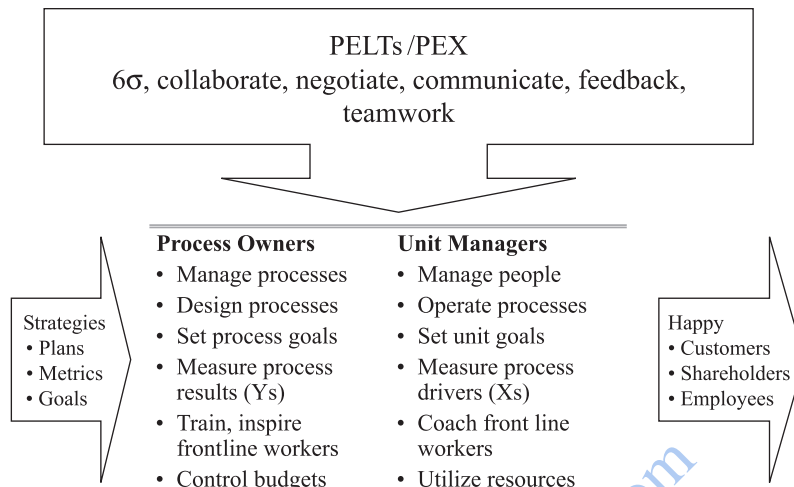 PELTs /PEX
6σ, collaborate, negotiate, communicate, feedback,
teamwork
Strategies
• Plans
• Metrics
• Goals
Process Owners
• Manage processes
• Design processes
• Set process goals
• Measure process
results (Ys)
• Train, inspire
frontline workers
• Control budgets
Unit Managers
• Manage people
• Operate processes
• Set unit goals
• Measure process
drivers (Xs)
• Coach front line
workers
• Utilize resources
Happy
• Customers
• Shareholders
• Employees
om